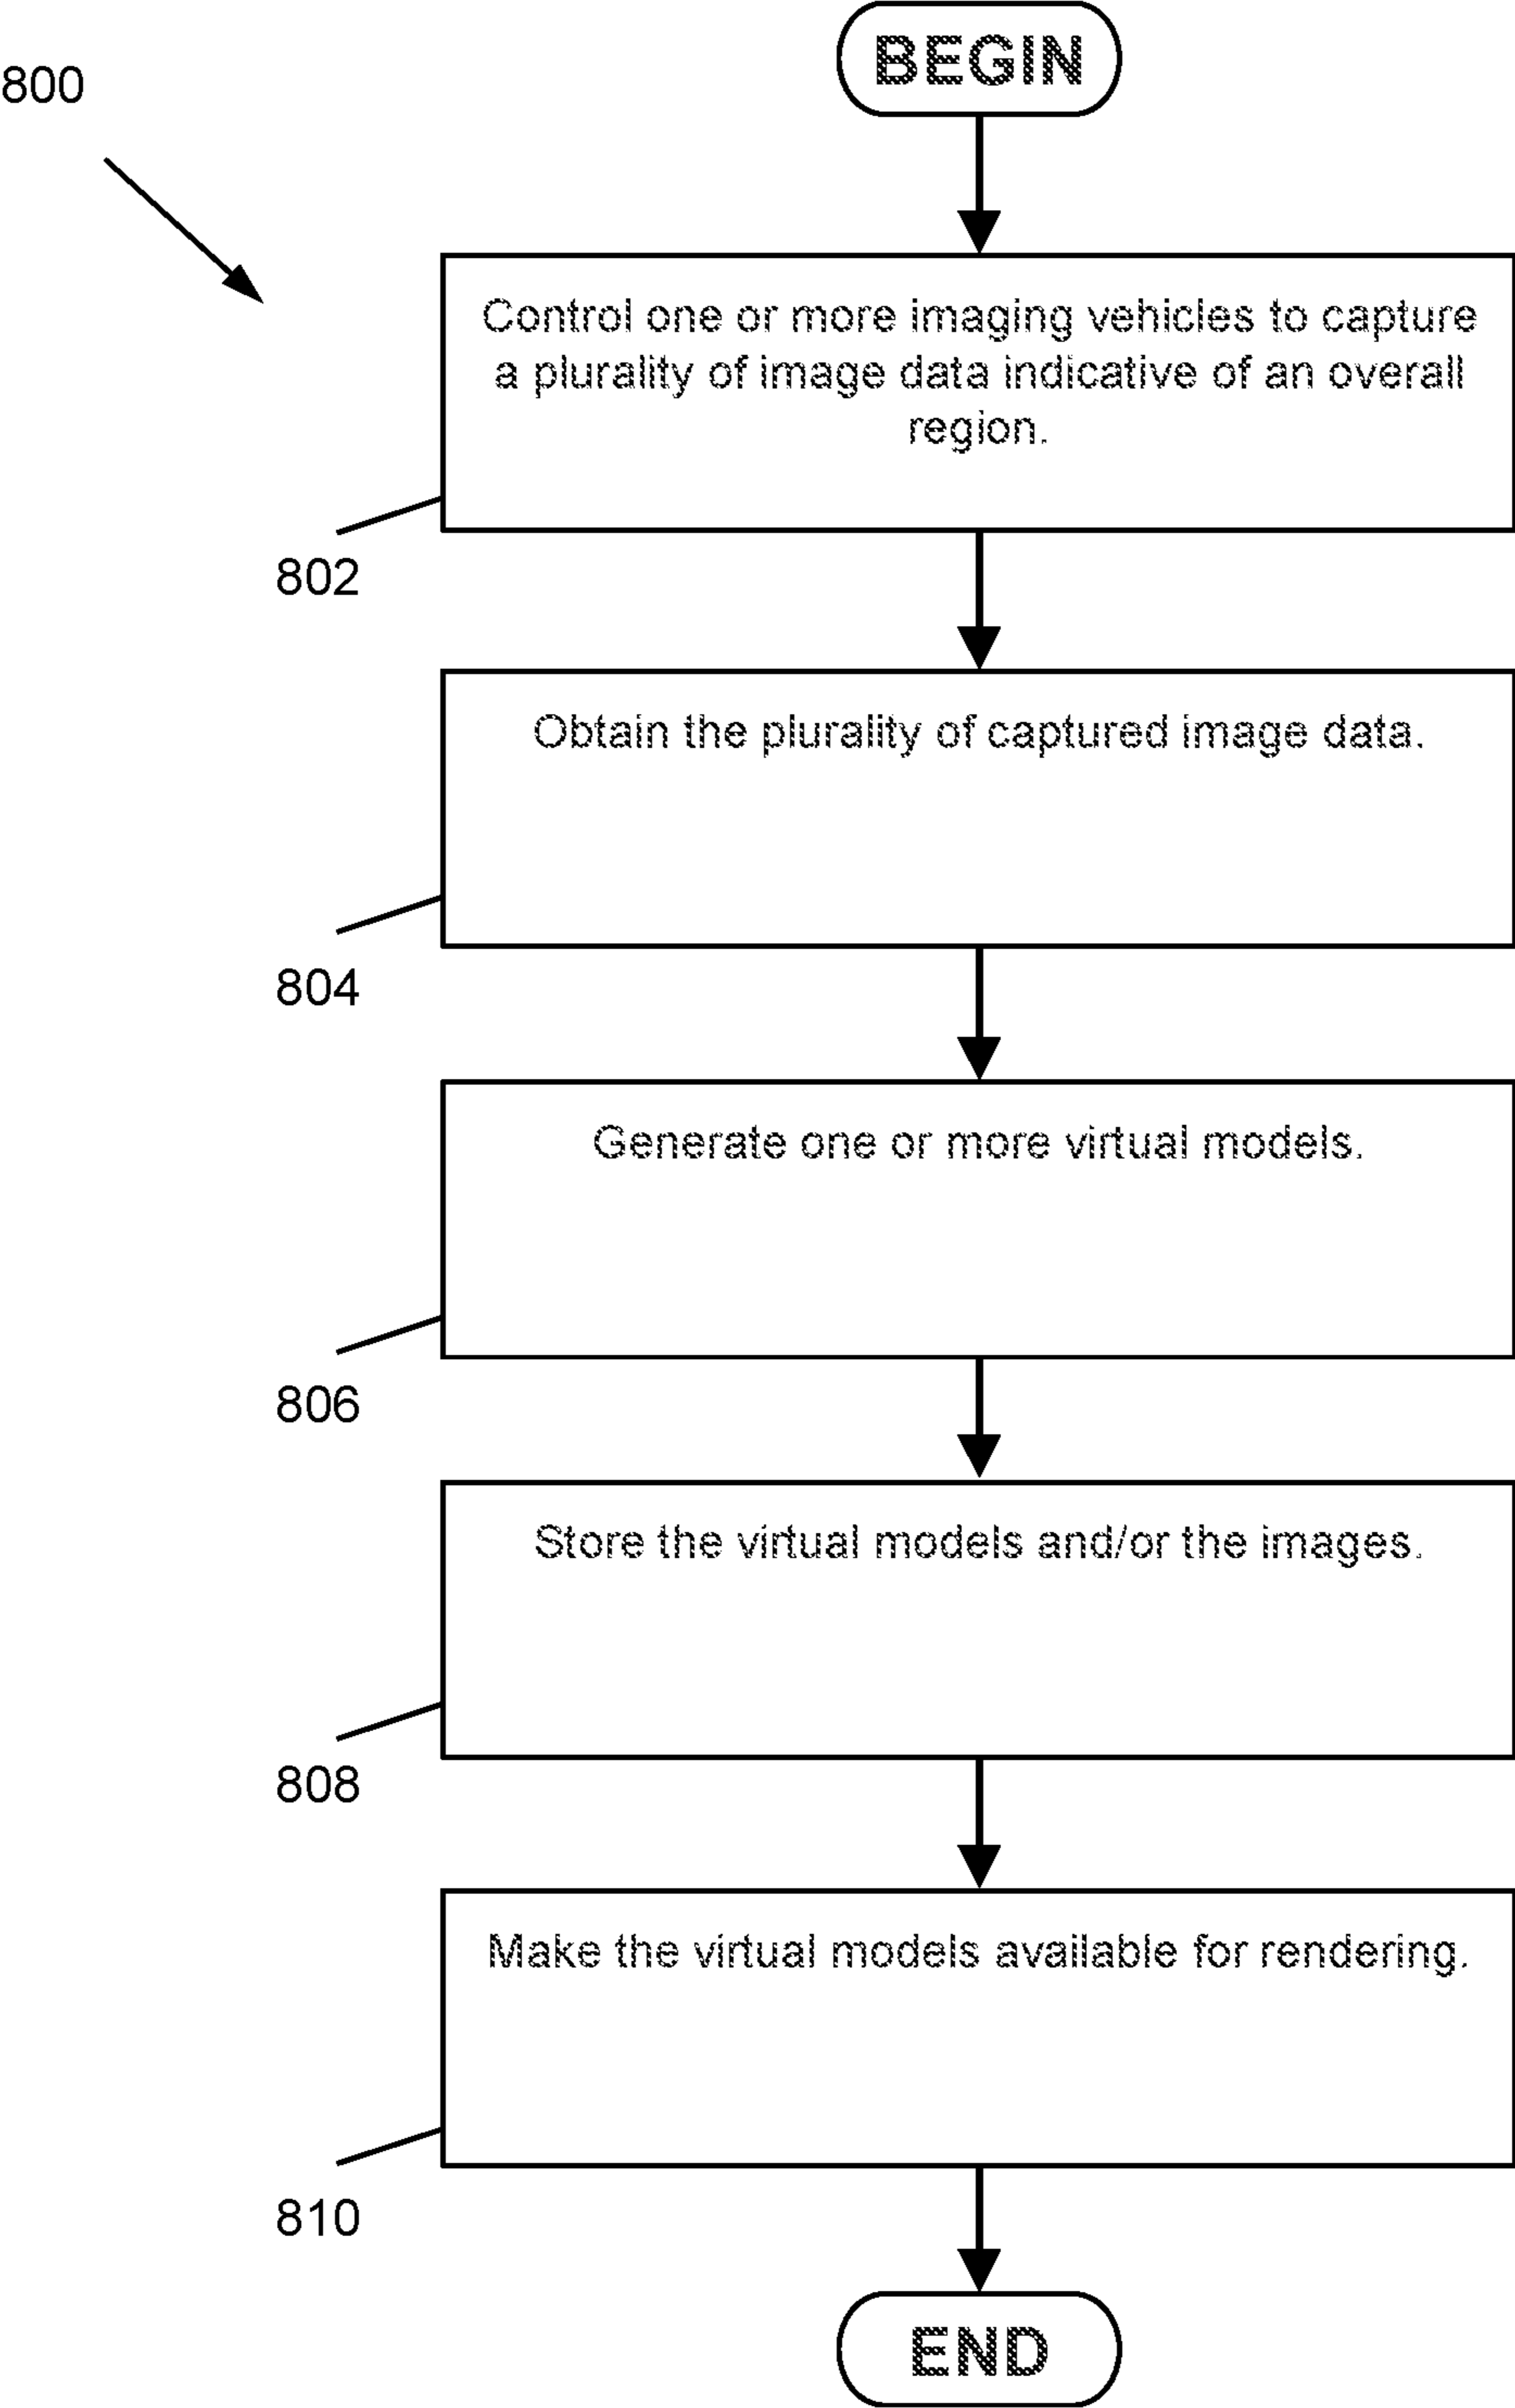 800
BEGIN
Control one or more imaging vehicles to capture
a plurality of image data indicative of an overall
region.
802
Obtain the plurality of captured image data.
804
Generate one or more virtual models.
806
Store the virtual models and/or the images.
808
Make the virtual models available for rendering.
810
END